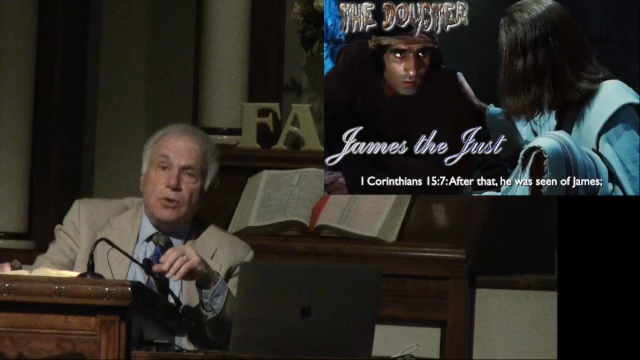 THE DOUBTER
James the Just
1 Corinthians 15:7: After that, he was seen of James;
FA